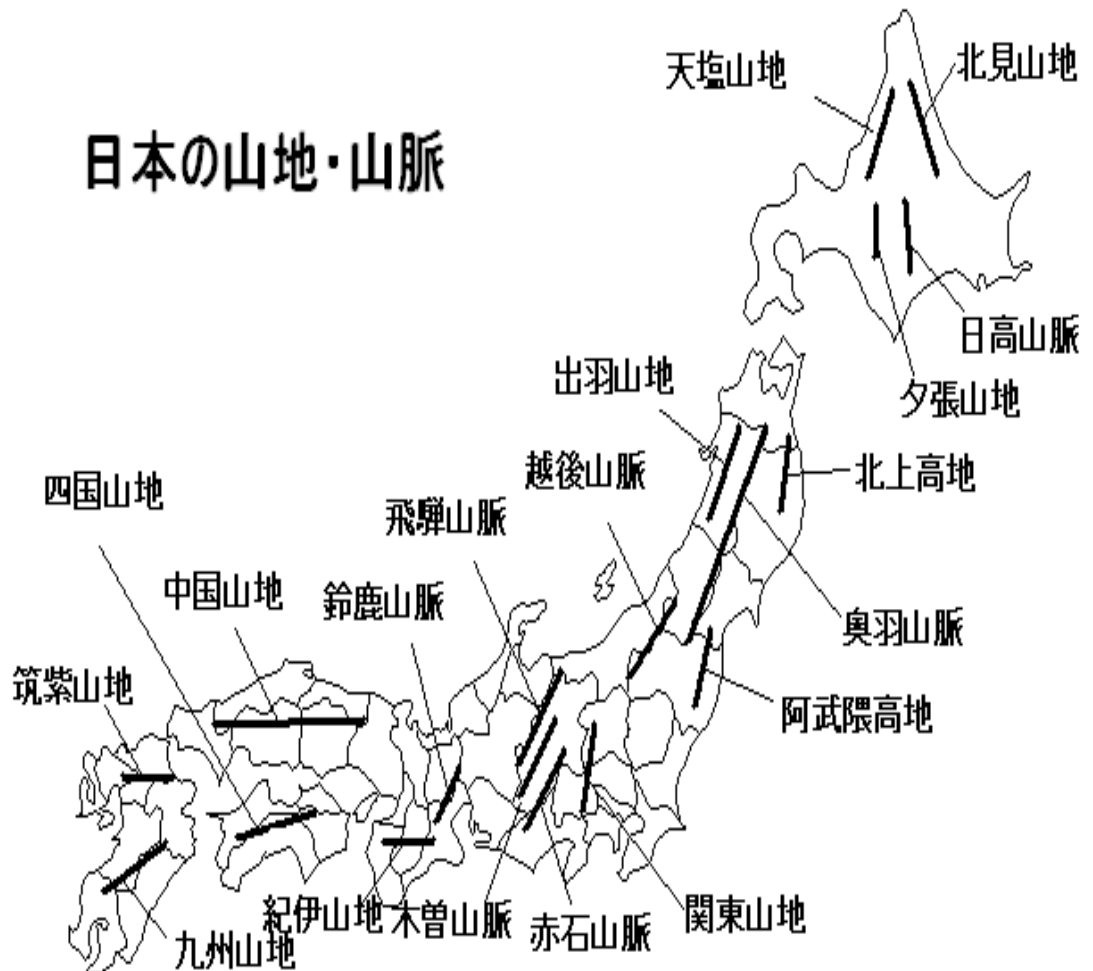 天塩山地
北見山地
日本の山地・山脈
日高山脈
出羽山地
夕張山地
越後山脈
北上高地
四国山地
飛騨山脈
中国山地
鈴鹿山脈
奥羽山脈
筑紫山地
阿武隈高地
紀伊山地
木曽山脈
赤石山脈
関東山地
九州山地